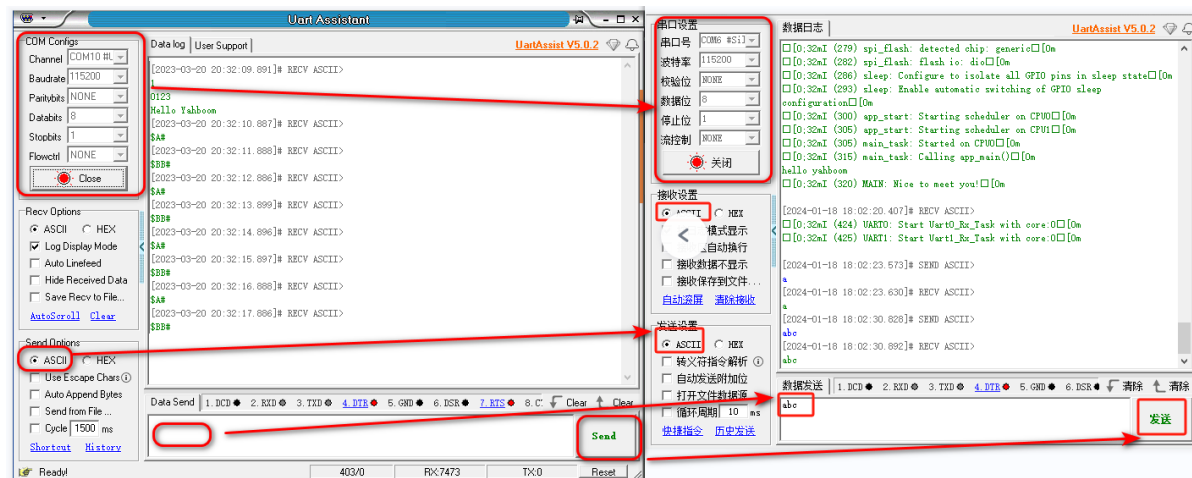 Uart Assistant
COM Configs
Channel COM10 #U
Baudrate 115200
Paritybits NONE
Databits 8
Stopbits 1
Flowctrl NONE
Close
Recv Options
ASCII HEX
Log Display Mode
Auto Linefeed
Hide Received Data
Save Recv to File...
AutoScroll Clear
Send Options
ASCII HEX
Use Escape Chars
Auto Append Bytes
Send from File ...
Cycle 1500 ms
Shortcut History
Data log User Support UartAssist V5.0.2
[2023-03-20 20:32:09.891]# RECV ASCII>
1
0123
Hello Yahboom
[2023-03-20 20:32:10.887]# RECV ASCII>
$A#
[2023-03-20 20:32:11.888]# RECV ASCII>
$BB#
[2023-03-20 20:32:12.886]# RECV ASCII>
$A#
[2023-03-20 20:32:13.899]# RECV ASCII>
$BB#
[2023-03-20 20:32:14.896]# RECV ASCII>
$A#
[2023-03-20 20:32:15.897]# RECV ASCII>
$BB#
[2023-03-20 20:32:16.888]# RECV ASCII>
$A#
[2023-03-20 20:32:17.886]# RECV ASCII>
$BB#
Data Send 1. DCD 2. RXD 3. TXD 4. DTR 5. GND 6. DSR 7. RTS 8. C Clear Clear
Send
Ready! 403/0 RX:7473 TX:0 Reset
串口设置
串口号 COM6 #Sil
波特率 115200
校验位 NONE
数据位 8
停止位 1
流控制 NONE
关闭
接收设置
ASCII HEX
模式显示
自动换行
接收数据不显示
接收保存到文件...
自动滚屏 清除接收
发送设置
ASCII HEX
转义符指令解析
自动发送附加位
打开文件数据源
循环周期 10 ms
快捷指令 历史发送
数据日志 UartAssist V5.0.2
□[0;32mI (279) spi_flash: detected chip: generic□[0m
□[0;32mI (282) spi_flash: flash io: dio□[0m
□[0;32mI (286) sleep: Configure to isolate all GPIO pins in sleep state□[0m
□[0;32mI (293) sleep: Enable automatic switching of GPIO sleep
configuration□[0m
□[0;32mI (300) app_start: Starting scheduler on CPU0□[0m
□[0;32mI (305) app_start: Starting scheduler on CPU1□[0m
□[0;32mI (305) main_task: Started on CPU0□[0m
□[0;32mI (315) main_task: Calling app_main()□[0m
hello yahboom
□[0;32mI (320) MAIN: Nice to meet you!□[0m
[2024-01-18 18:02:20.407]# RECV ASCII>
□[0;32mI (424) UART0: Start Uart0_Rx_Task with core:0□[0m
□[0;32mI (425) UART1: Start Uart1_Rx_Task with core:0□[0m
[2024-01-18 18:02:23.573]# SEND ASCII>
a
[2024-01-18 18:02:23.630]# RECV ASCII>
a
[2024-01-18 18:02:30.828]# SEND ASCII>
abc
[2024-01-18 18:02:30.892]# RECV ASCII>
abc
数据发送 1. DCD 2. RXD 3. TXD 4. DTR 5. GND 6. DSR 清除 清除
abc
发送